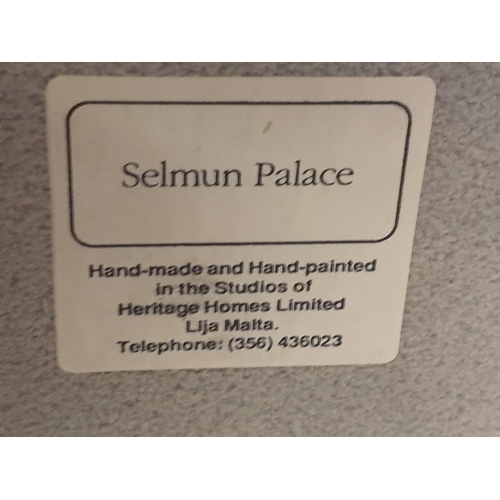 Selmun Palace
Hand-made and Hand-painted
in the Studios of
Heritage Homes Limited
Lija Malta.
Telephone: (356) 436023